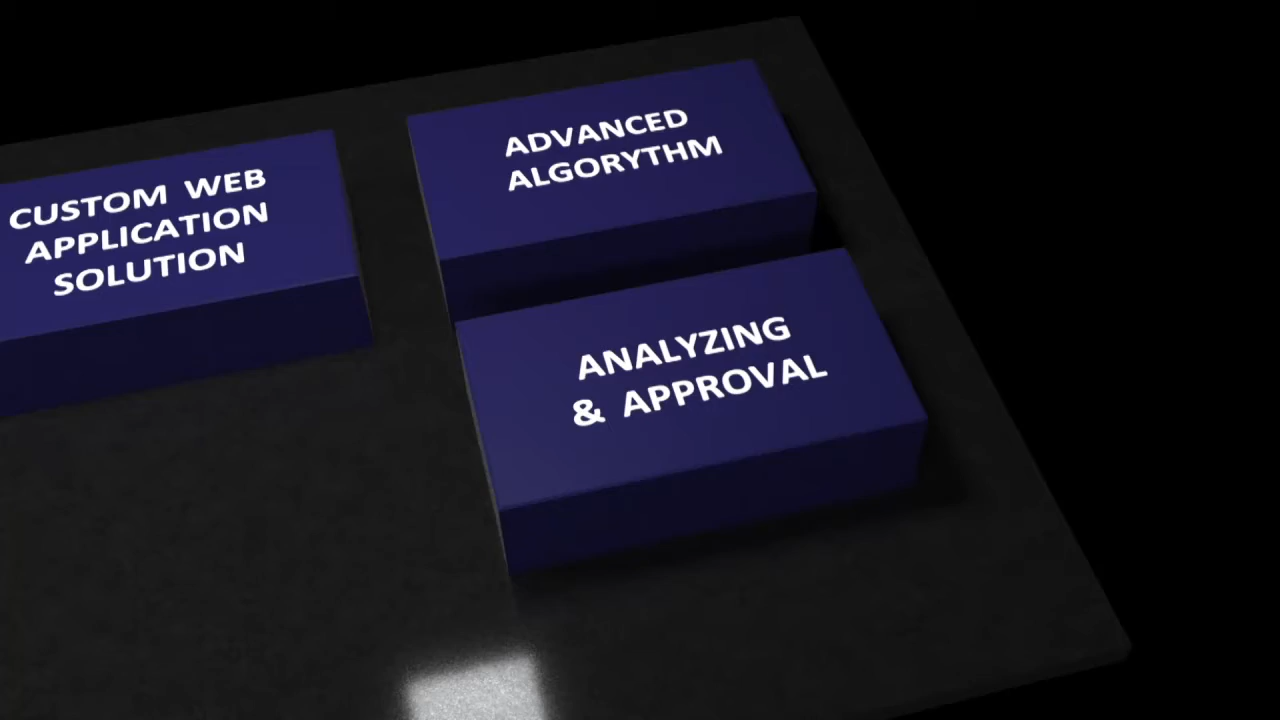 CUSTOM WEB
APPLICATION
SOLUTION
ADVANCED
ALGORYTHM
ANALYZING
& APPROVAL